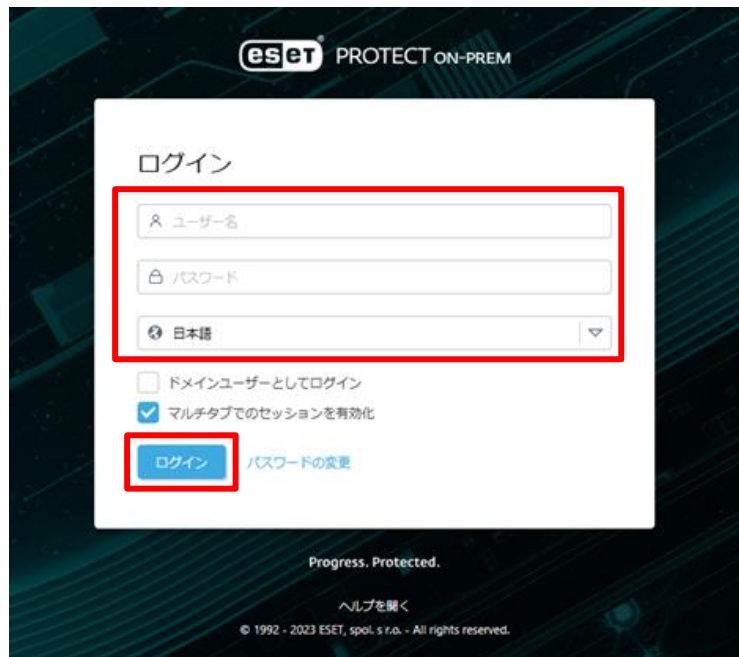 eset PROTECT ON-PREM
ログイン
ユーザー名
パスワード
日本語
ドメインユーザーとしてログイン
マルチタブでのセッションを有効化
ログイン パスワードの変更
Progress. Protected.
ヘルプを開く
© 1992 - 2023 ESET, spol. s r.o. - All rights reserved.